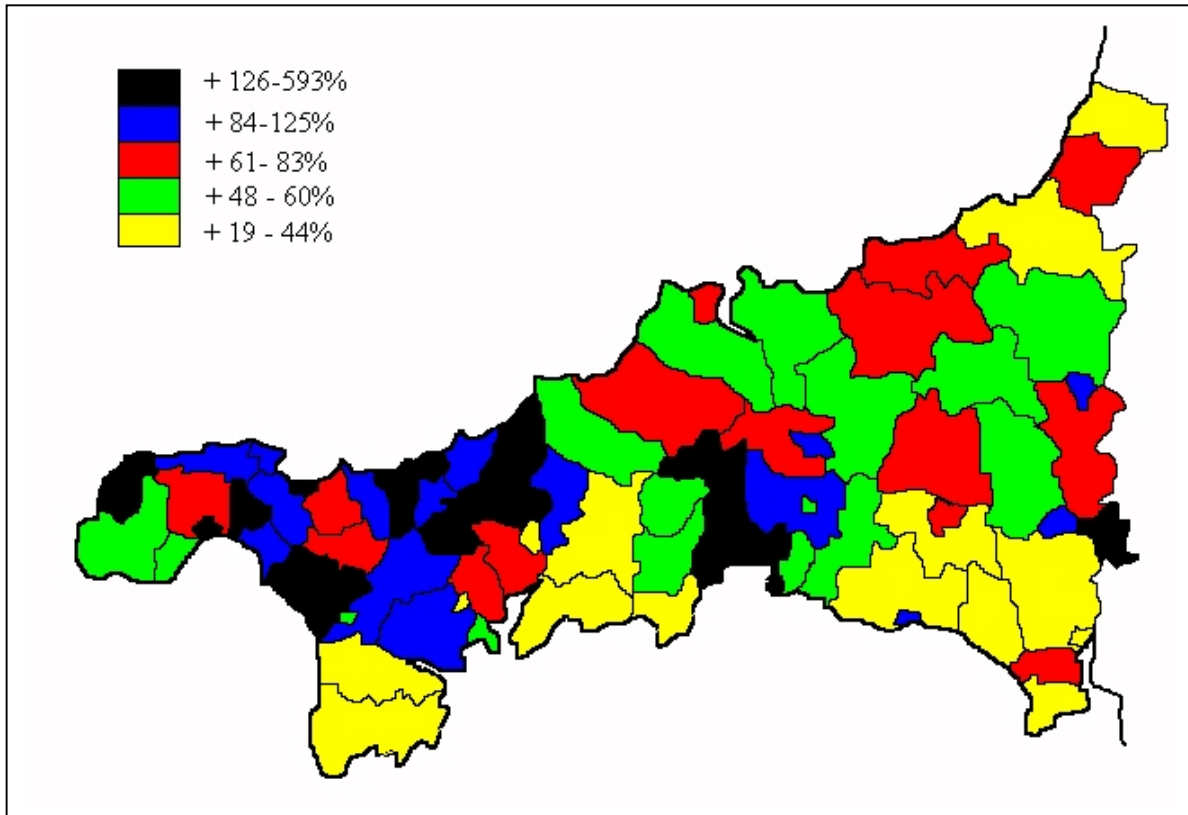 + 126-593%
+ 84-125%
+ 61- 83%
+ 48 - 60%
+ 19 - 44%